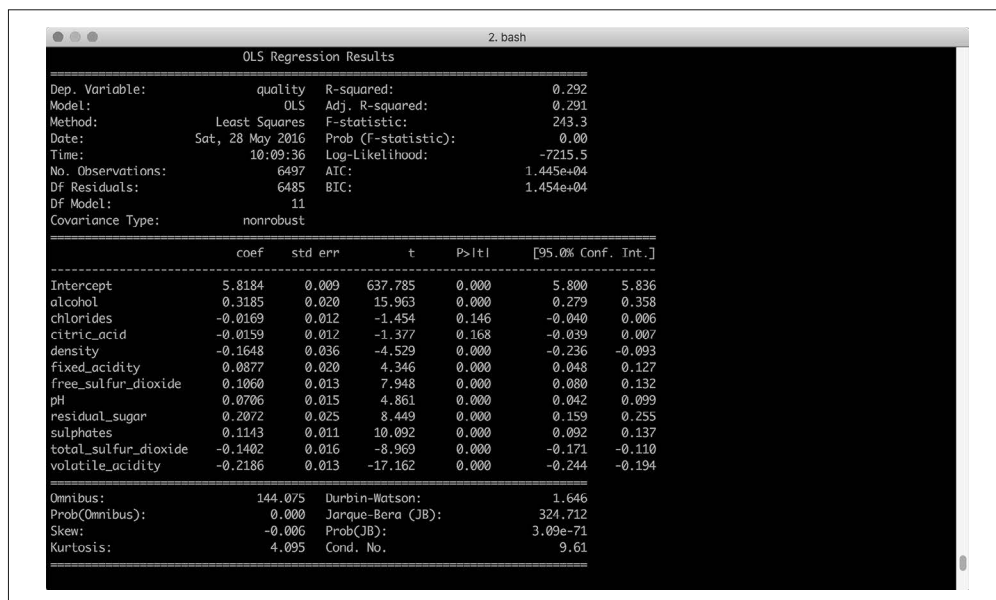 2. bash
OLS Regression Results
Dep. Variable: quality R-squared: 0.292
Model: OLS Adj. R-squared: 0.291
Method: Least Squares F-statistic: 243.3
Date: Sat, 28 May 2016 Prob (F-statistic): 0.00
Time: 10:09:36 Log-Likelihood: -7215.5
No. Observations: 6497 AIC: 1.445e+04
Df Residuals: 6485 BIC: 1.454e+04
Df Model: 11
Covariance Type: nonrobust
coef std err t P>|t| [95.0% Conf. Int.]
Intercept 5.8184 0.009 637.785 0.000 5.800 5.836
alcohol 0.3185 0.020 15.963 0.000 0.279 0.358
chlorides -0.0169 0.012 -1.454 0.146 -0.040 0.006
citric_acid -0.0159 0.012 -1.377 0.168 -0.039 0.007
density -0.1648 0.036 -4.529 0.000 -0.236 -0.093
fixed_acidity 0.0877 0.020 4.346 0.000 0.048 0.127
free_sulfur_dioxide 0.1060 0.013 7.948 0.000 0.080 0.132
pH 0.0706 0.015 4.861 0.000 0.042 0.099
residual_sugar 0.2072 0.025 8.449 0.000 0.159 0.255
sulphates 0.1143 0.011 10.092 0.000 0.092 0.137
total_sulfur_dioxide -0.1402 0.016 -8.969 0.000 -0.171 -0.110
volatile_acidity -0.2186 0.013 -17.162 0.000 -0.244 -0.194
Omnibus: 144.075 Durbin-Watson: 1.646
Prob(Omnibus): 0.000 Jarque-Bera (JB): 324.712
Skew: -0.006 Prob(JB): 3.09e-71
Kurtosis: 4.095 Cond. No. 9.61